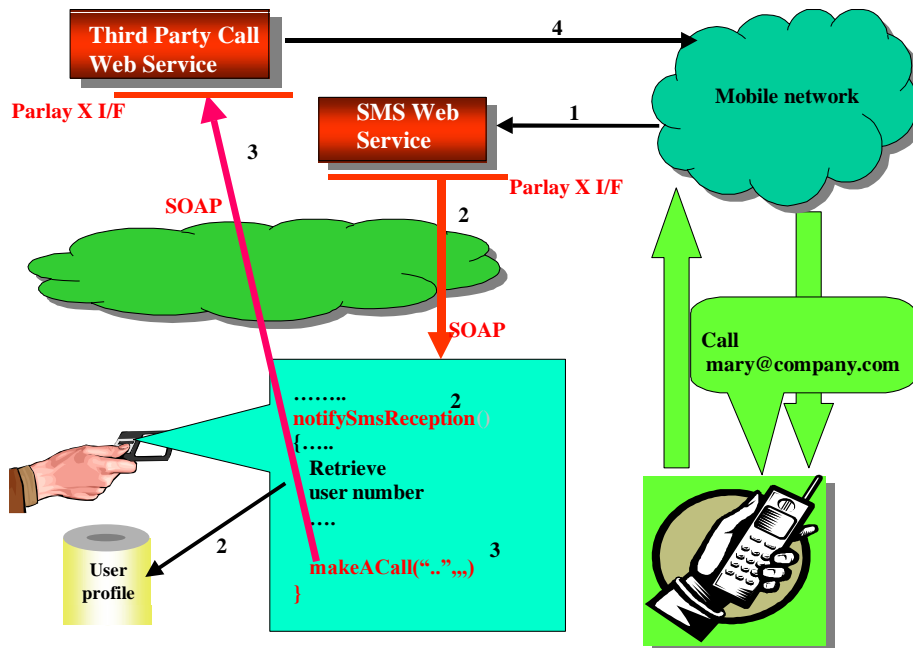 Third Party Call
Web Service
4
Mobile network
Parlay X I/F
SMS Web
Service
1
3
Parlay X I/F
SOAP
2
SOAP
Call
mary@company.com
……..
2
notifySmsReception()
{…..
Retrieve
user number
….
2
3
makeACall(“..”,,,)
}
User
profile